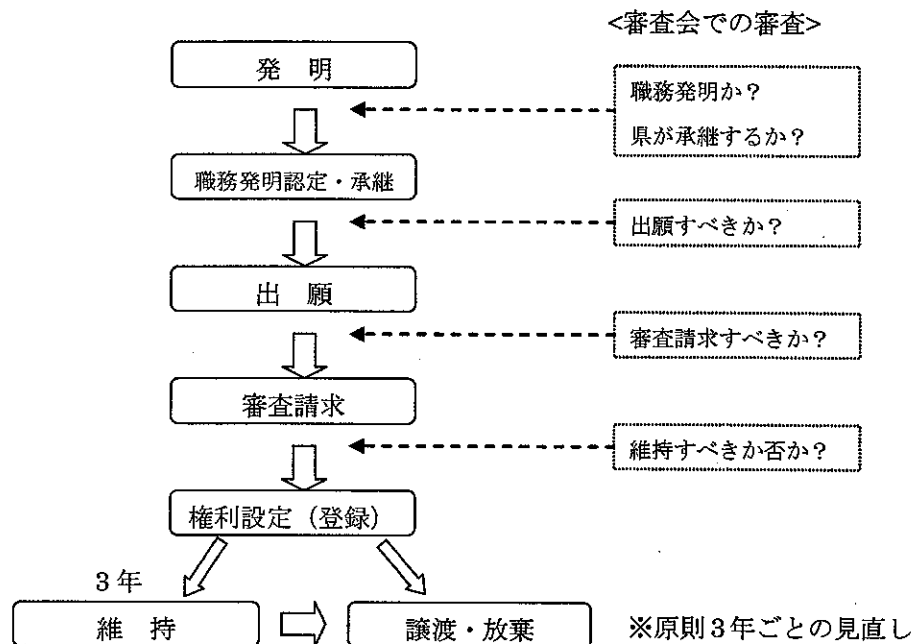 <審査会での審査>
発 明
職務発明か?
県が承継するか?
職務発明認定・承継
出願すべきか?
出 願
審査請求すべきか?
審査請求
維持すべきか否か?
権利設定（登録）
3年
維 持
譲渡・放棄
※原則3年ごとの見直し